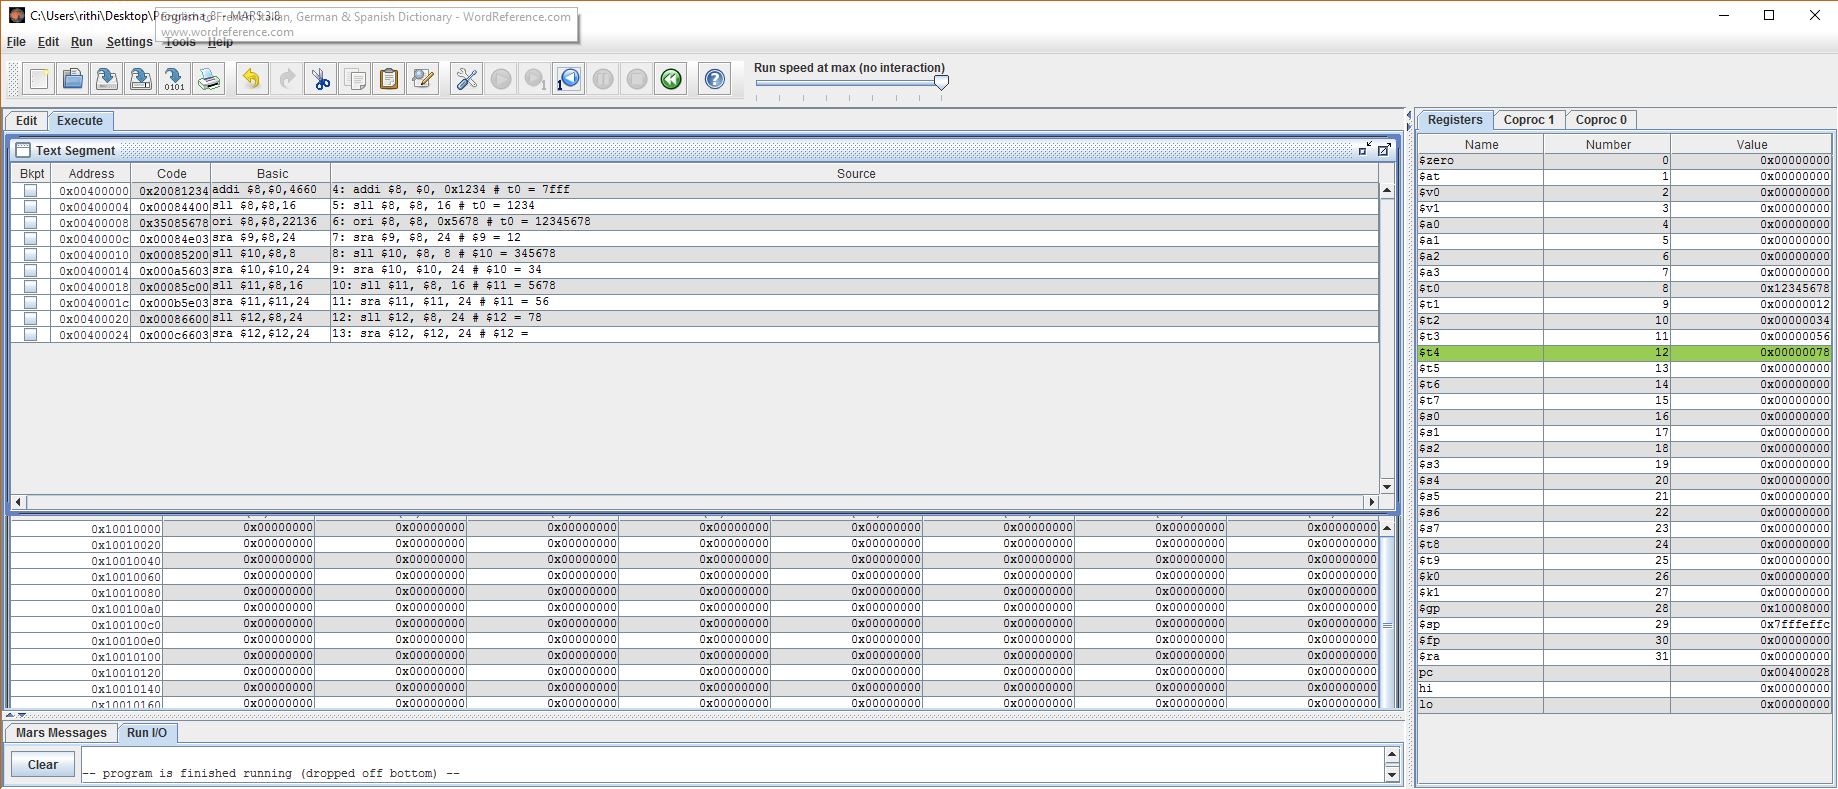 C:\Users\rithi\Desktop\Programa 8 - MARS 3.8
English to French, Italian, German & Spanish Dictionary - WordReference.com
www.wordreference.com
File Edit Run Settings Tools Help
Run speed at max (no interaction)
Edit Execute
Text Segment
Bkpt Address Code Basic Source
0x00400000 0x20081234 addi $8,$0,4660 4: addi $8, $0, 0x1234 # t0 = 7fff
0x00400004 0x00084400 sll $8,$8,16 5: sll $8, $8, 16 # t0 = 1234
0x00400008 0x35085678 ori $8,$8,22136 6: ori $8, $8, 0x5678 # t0 = 12345678
0x0040000c 0x00084e03 sra $9,$8,24 7: sra $9, $8, 24 # $9 = 12
0x00400010 0x00085200 sll $10,$8,8 8: sll $10, $8, 8 # $10 = 345678
0x00400014 0x000a5603 sra $10,$10,24 9: sra $10, $10, 24 # $10 = 34
0x00400018 0x00085c00 sll $11,$8,16 10: sll $11, $8, 16 # $11 = 5678
0x0040001c 0x000b5e03 sra $11,$11,24 11: sra $11, $11, 24 # $11 = 56
0x00400020 0x00086600 sll $12,$8,24 12: sll $12, $8, 24 # $12 = 78
0x00400024 0x000c6603 sra $12,$12,24 13: sra $12, $12, 24 # $12 =
0x10010000 0x00000000 0x00000000 0x00000000 0x00000000 0x00000000 0x00000000 0x00000000 0x00000000
0x10010020 0x00000000 0x00000000 0x00000000 0x00000000 0x00000000 0x00000000 0x00000000 0x00000000
0x10010040 0x00000000 0x00000000 0x00000000 0x00000000 0x00000000 0x00000000 0x00000000 0x00000000
0x10010060 0x00000000 0x00000000 0x00000000 0x00000000 0x00000000 0x00000000 0x00000000 0x00000000
0x10010080 0x00000000 0x00000000 0x00000000 0x00000000 0x00000000 0x00000000 0x00000000 0x00000000
0x100100a0 0x00000000 0x00000000 0x00000000 0x00000000 0x00000000 0x00000000 0x00000000 0x00000000
0x100100c0 0x00000000 0x00000000 0x00000000 0x00000000 0x00000000 0x00000000 0x00000000 0x00000000
0x100100e0 0x00000000 0x00000000 0x00000000 0x00000000 0x00000000 0x00000000 0x00000000 0x00000000
0x10010100 0x00000000 0x00000000 0x00000000 0x00000000 0x00000000 0x00000000 0x00000000 0x00000000
0x10010120 0x00000000 0x00000000 0x00000000 0x00000000 0x00000000 0x00000000 0x00000000 0x00000000
0x10010140 0x00000000 0x00000000 0x00000000 0x00000000 0x00000000 0x00000000 0x00000000 0x00000000
0x10010160 0x00000000 0x00000000 0x00000000 0x00000000 0x00000000 0x00000000 0x00000000 0x00000000
Mars Messages Run I/O
Clear
-- program is finished running (dropped off bottom) --
Registers Coproc 1 Coproc 0
Name Number Value
$zero 0 0x00000000
$at 1 0x00000000
$v0 2 0x00000000
$v1 3 0x00000000
$a0 4 0x00000000
$a1 5 0x00000000
$a2 6 0x00000000
$a3 7 0x00000000
$t0 8 0x12345678
$t1 9 0x00000012
$t2 10 0x00000034
$t3 11 0x00000056
$t4 12 0x00000078
$t5 13 0x00000000
$t6 14 0x00000000
$t7 15 0x00000000
$s0 16 0x00000000
$s1 17 0x00000000
$s2 18 0x00000000
$s3 19 0x00000000
$s4 20 0x00000000
$s5 21 0x00000000
$s6 22 0x00000000
$s7 23 0x00000000
$t8 24 0x00000000
$t9 25 0x00000000
$k0 26 0x00000000
$k1 27 0x00000000
$gp 28 0x10008000
$sp 29 0x7fffeffc
$fp 30 0x00000000
$ra 31 0x00000000
pc 0x00400028
hi 0x00000000
lo 0x00000000